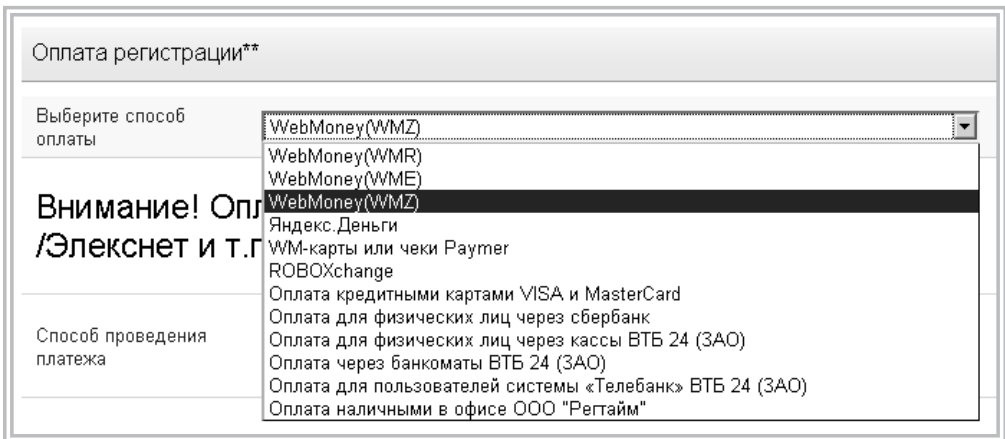 Оплата регистрации**
Выберите способ
оплаты
WebMoney(WMZ)
WebMoney(WMR)
WebMoney(WME)
WebMoney(WMZ)
Яндекс.Деньги
WM-карты или чеки Paymer
ROBOXchange
Оплата кредитными картами VISA и MasterCard
Оплата для физических лиц через сбербанк
Оплата для физических лиц через кассы ВТБ 24 (ЗАО)
Оплата через банкоматы ВТБ 24 (ЗАО)
Оплата для пользователей системы «Телебанк» ВТБ 24 (ЗАО)
Оплата наличными в офисе ООО "Регтайм"
Внимание!
/Элекснет и т.п
Способ проведения
платежа